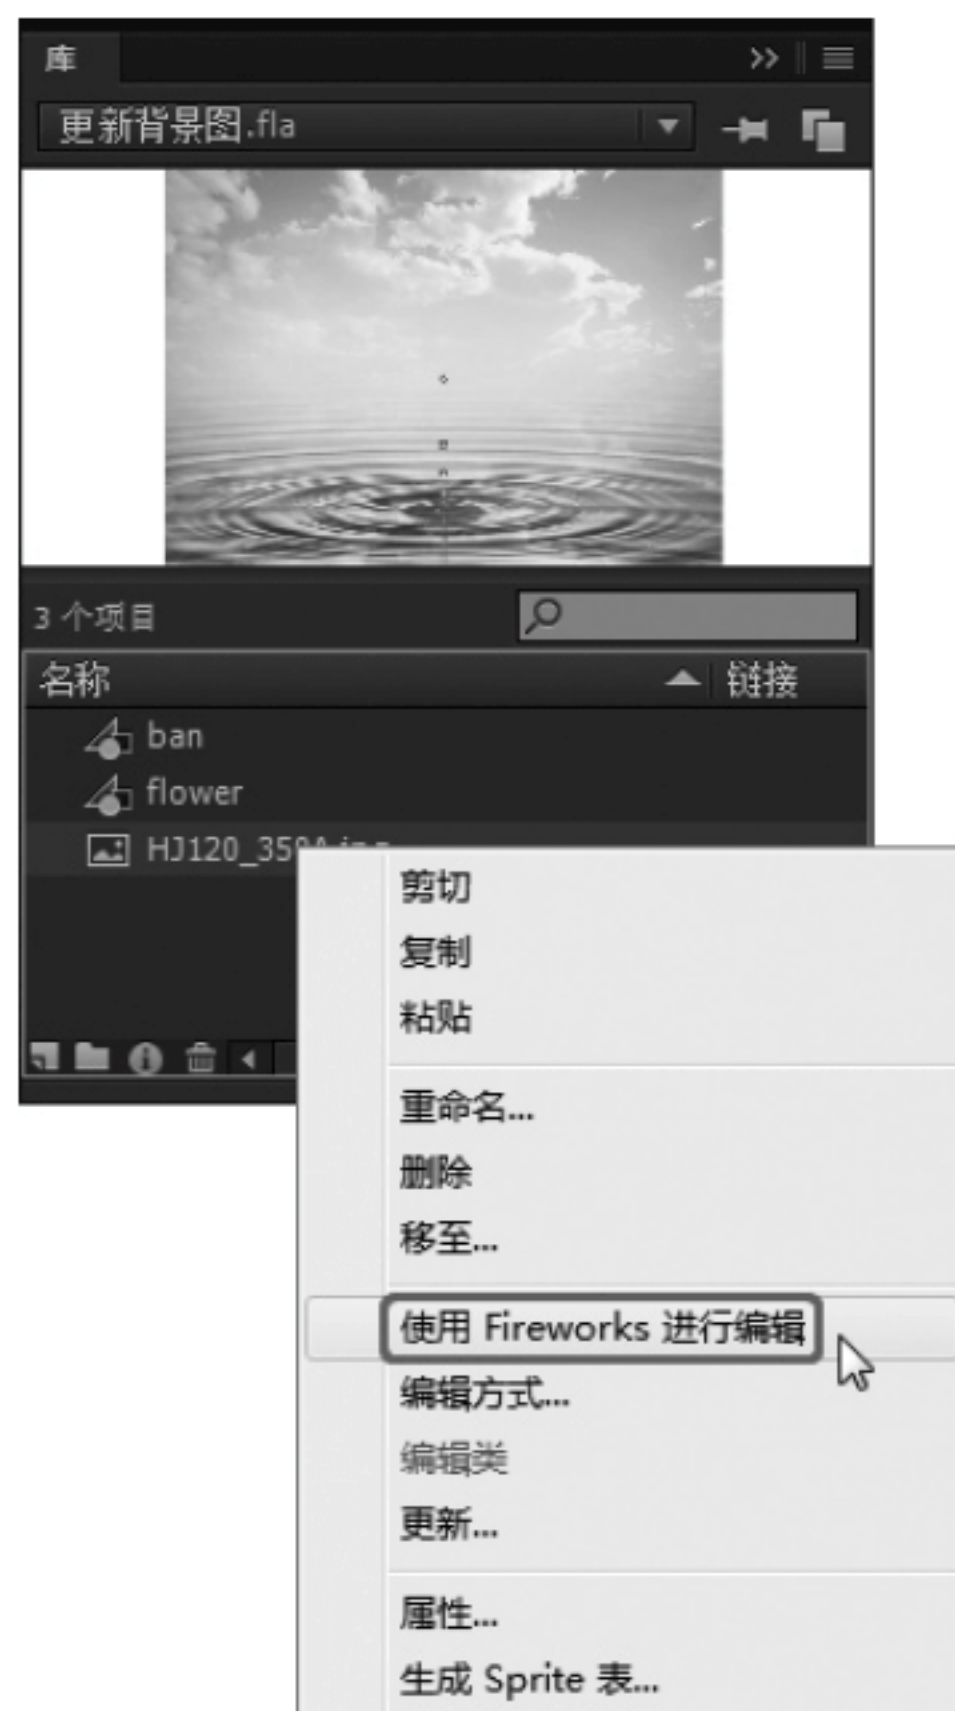 库
更新背景图.fla
3 个项目
名称 链接
ban
flower
HJ120_35
剪切
复制
粘贴
重命名...
删除
移至...
使用 Fireworks 进行编辑
编辑方式...
编辑类
更新...
属性...
生成 Sprite 表...